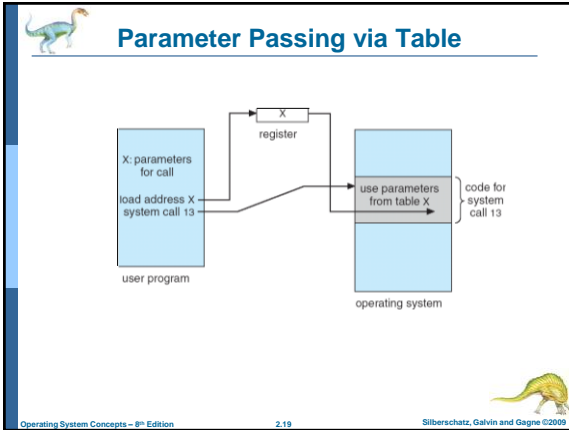 Parameter Passing via Table
X
register
X: parameters
for call
load address X
system call 13
user program
use parameters
from table X
code for
system
call 13
operating system
Operating System Concepts – 8th Edition
2.19
Silberschatz, Galvin and Gagne ©2009